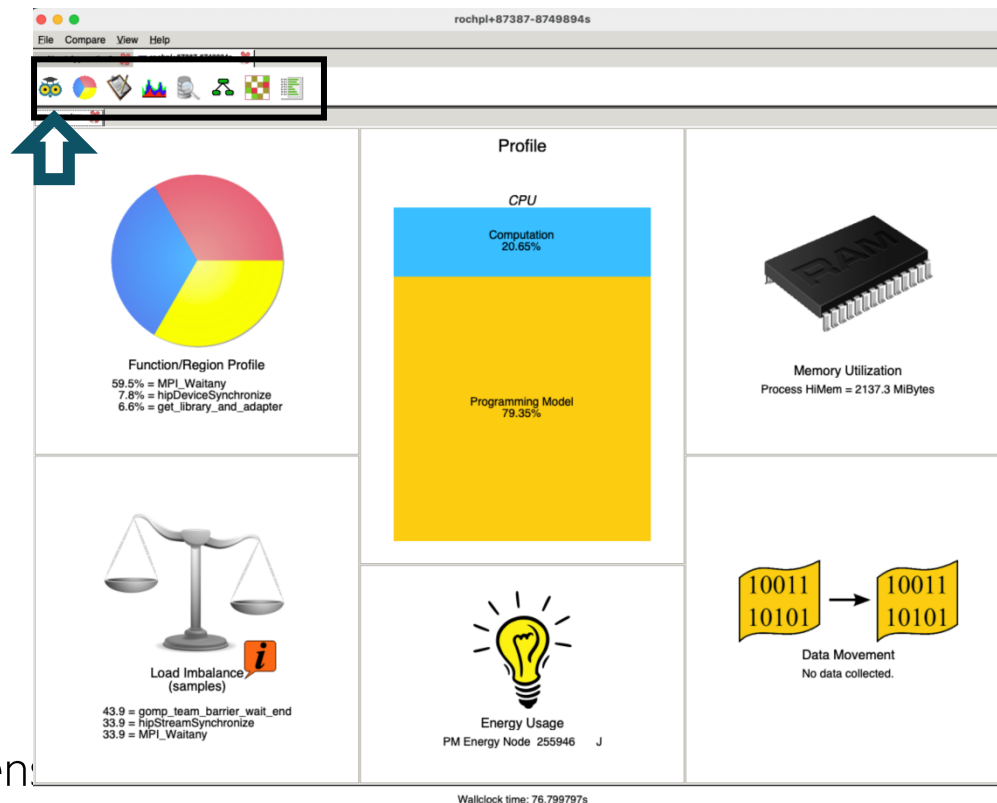 rochpl+87387-8749894s
File Compare View Help
Profile
CPU
Computation
20.65%
Programming Model
79.35%
Function/Region Profile
59.5% = MPI_Waitany
7.8% = hipDeviceSynchronize
6.6% = get_library_and_adapter
RAM
Memory Utilization
Process HiMem = 2137.3 MiBytes
i
Load Imbalance
(samples)
43.9 = gomp_team_barrier_wait_end
33.9 = hipStreamSynchronize
33.9 = MPI_Waitany
Energy Usage
PM Energy Node 255946 J
10011 10011
10101 10101
Data Movement
No data collected.
Wallclock time: 76.799797s